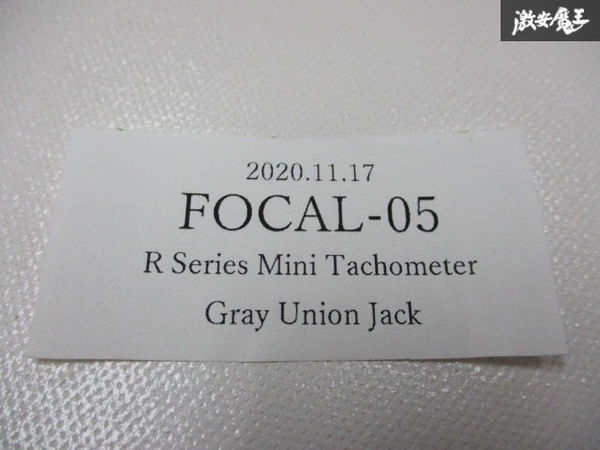 激安魔王
2020.11.17
FOCAL-05
R Series Mini Tachometer
Gray Union Jack